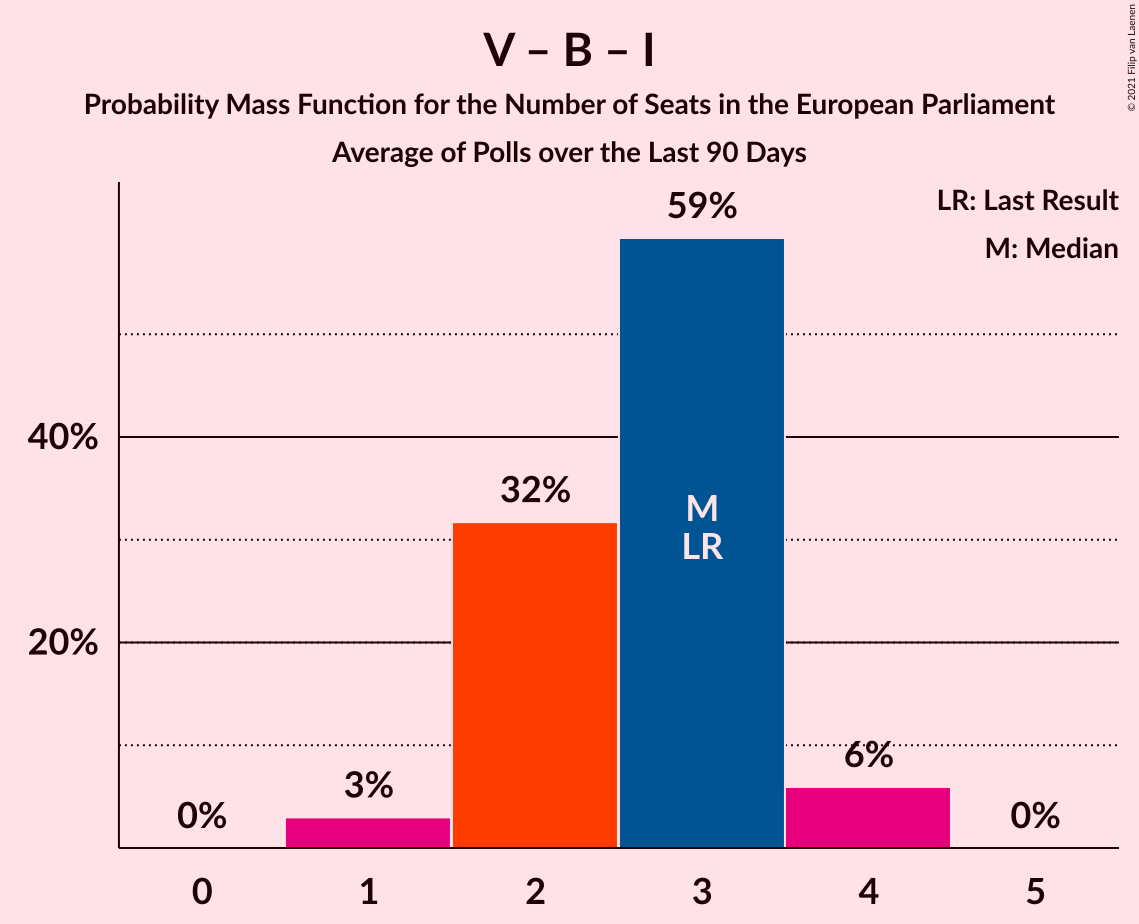 V – B – I
Probability Mass Function for the Number of Seats in the European Parliament
Average of Polls over the Last 90 Days
© 2021 Filip van Laenen
LR: Last Result
M: Median
59%
40%
32%
M
LR
20%
6%
3%
0%
0%
0 1 2 3 4 5